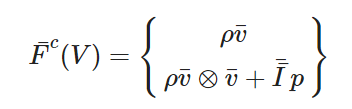 F̄ᶜ(V) = { ρv̄
ρv̄ ⊗ v̄ + Ī̄ p }